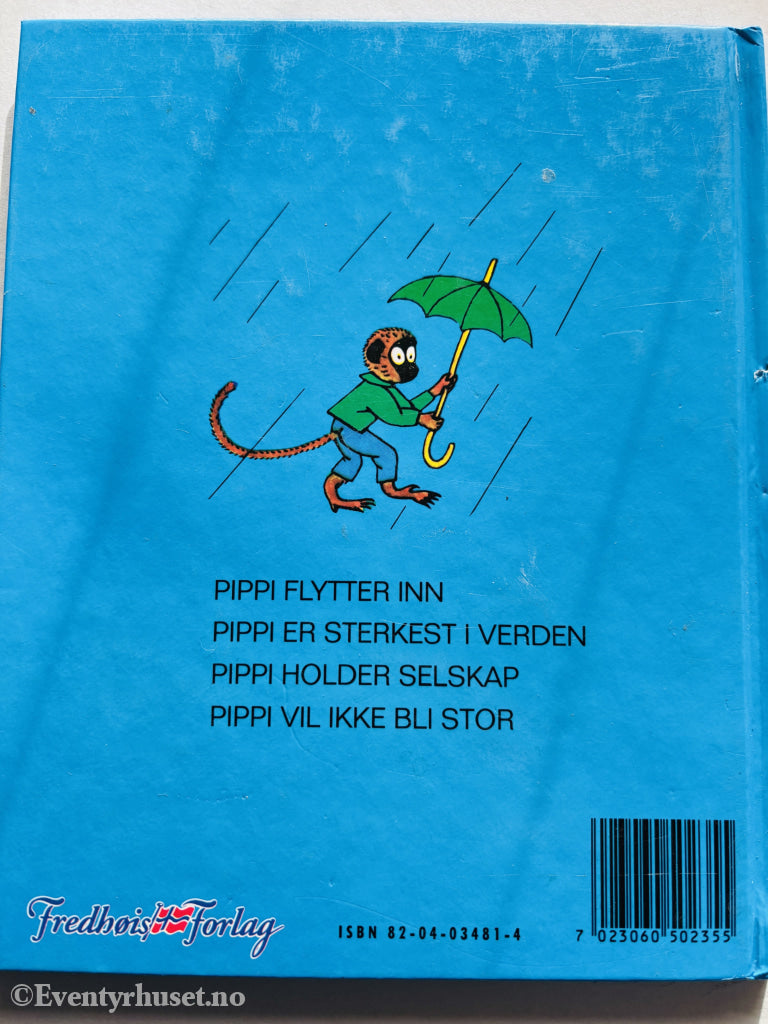 PIPPI FLYTTER INN
PIPPI ER STERKEST i VERDEN
PIPPI HOLDER SELSKAP
PIPPI VIL IKKE BLI STOR
Fredhøis Forlag
ISBN 82-04-03481-4
7 023060 502355
©Eventyrhuset.no